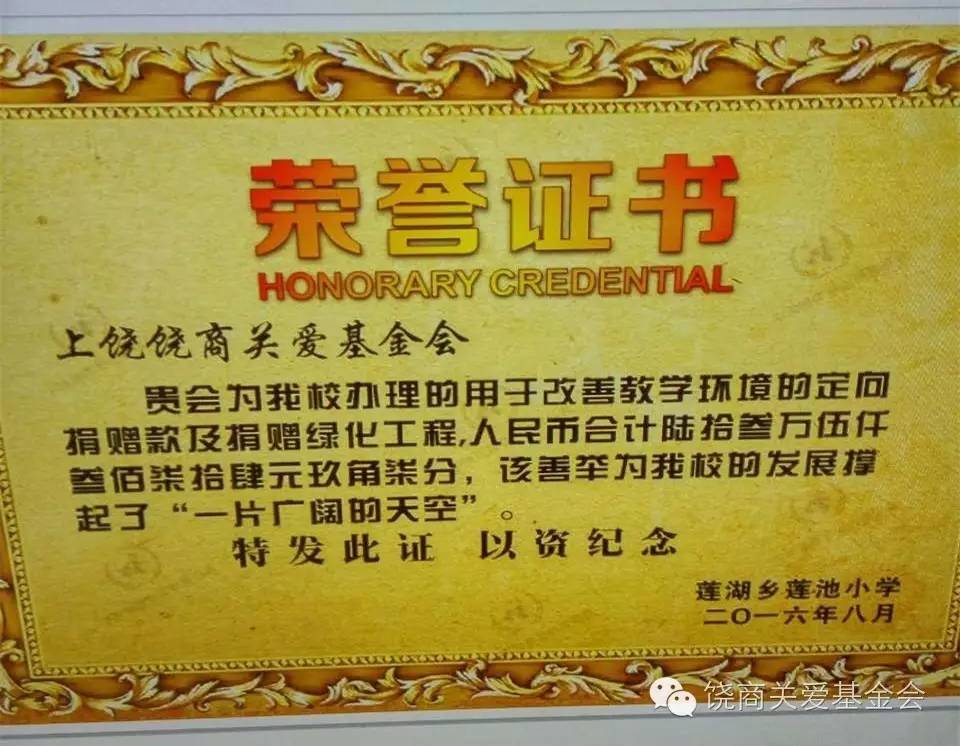 荣誉证书
HONORARY CREDENTIAL
上饶饶商关爱基金会
贵会为我校办理的用于改善教学环境的定向
捐赠款及捐赠绿化工程,人民币合计陆拾叁万伍仟
叁佰柒拾肆元玖角柒分，该善举为我校的发展撑
起了“一片广阔的天空”。
特发此证 以资纪念
莲湖乡莲池小学
二〇一六年八月
饶商关爱基金会